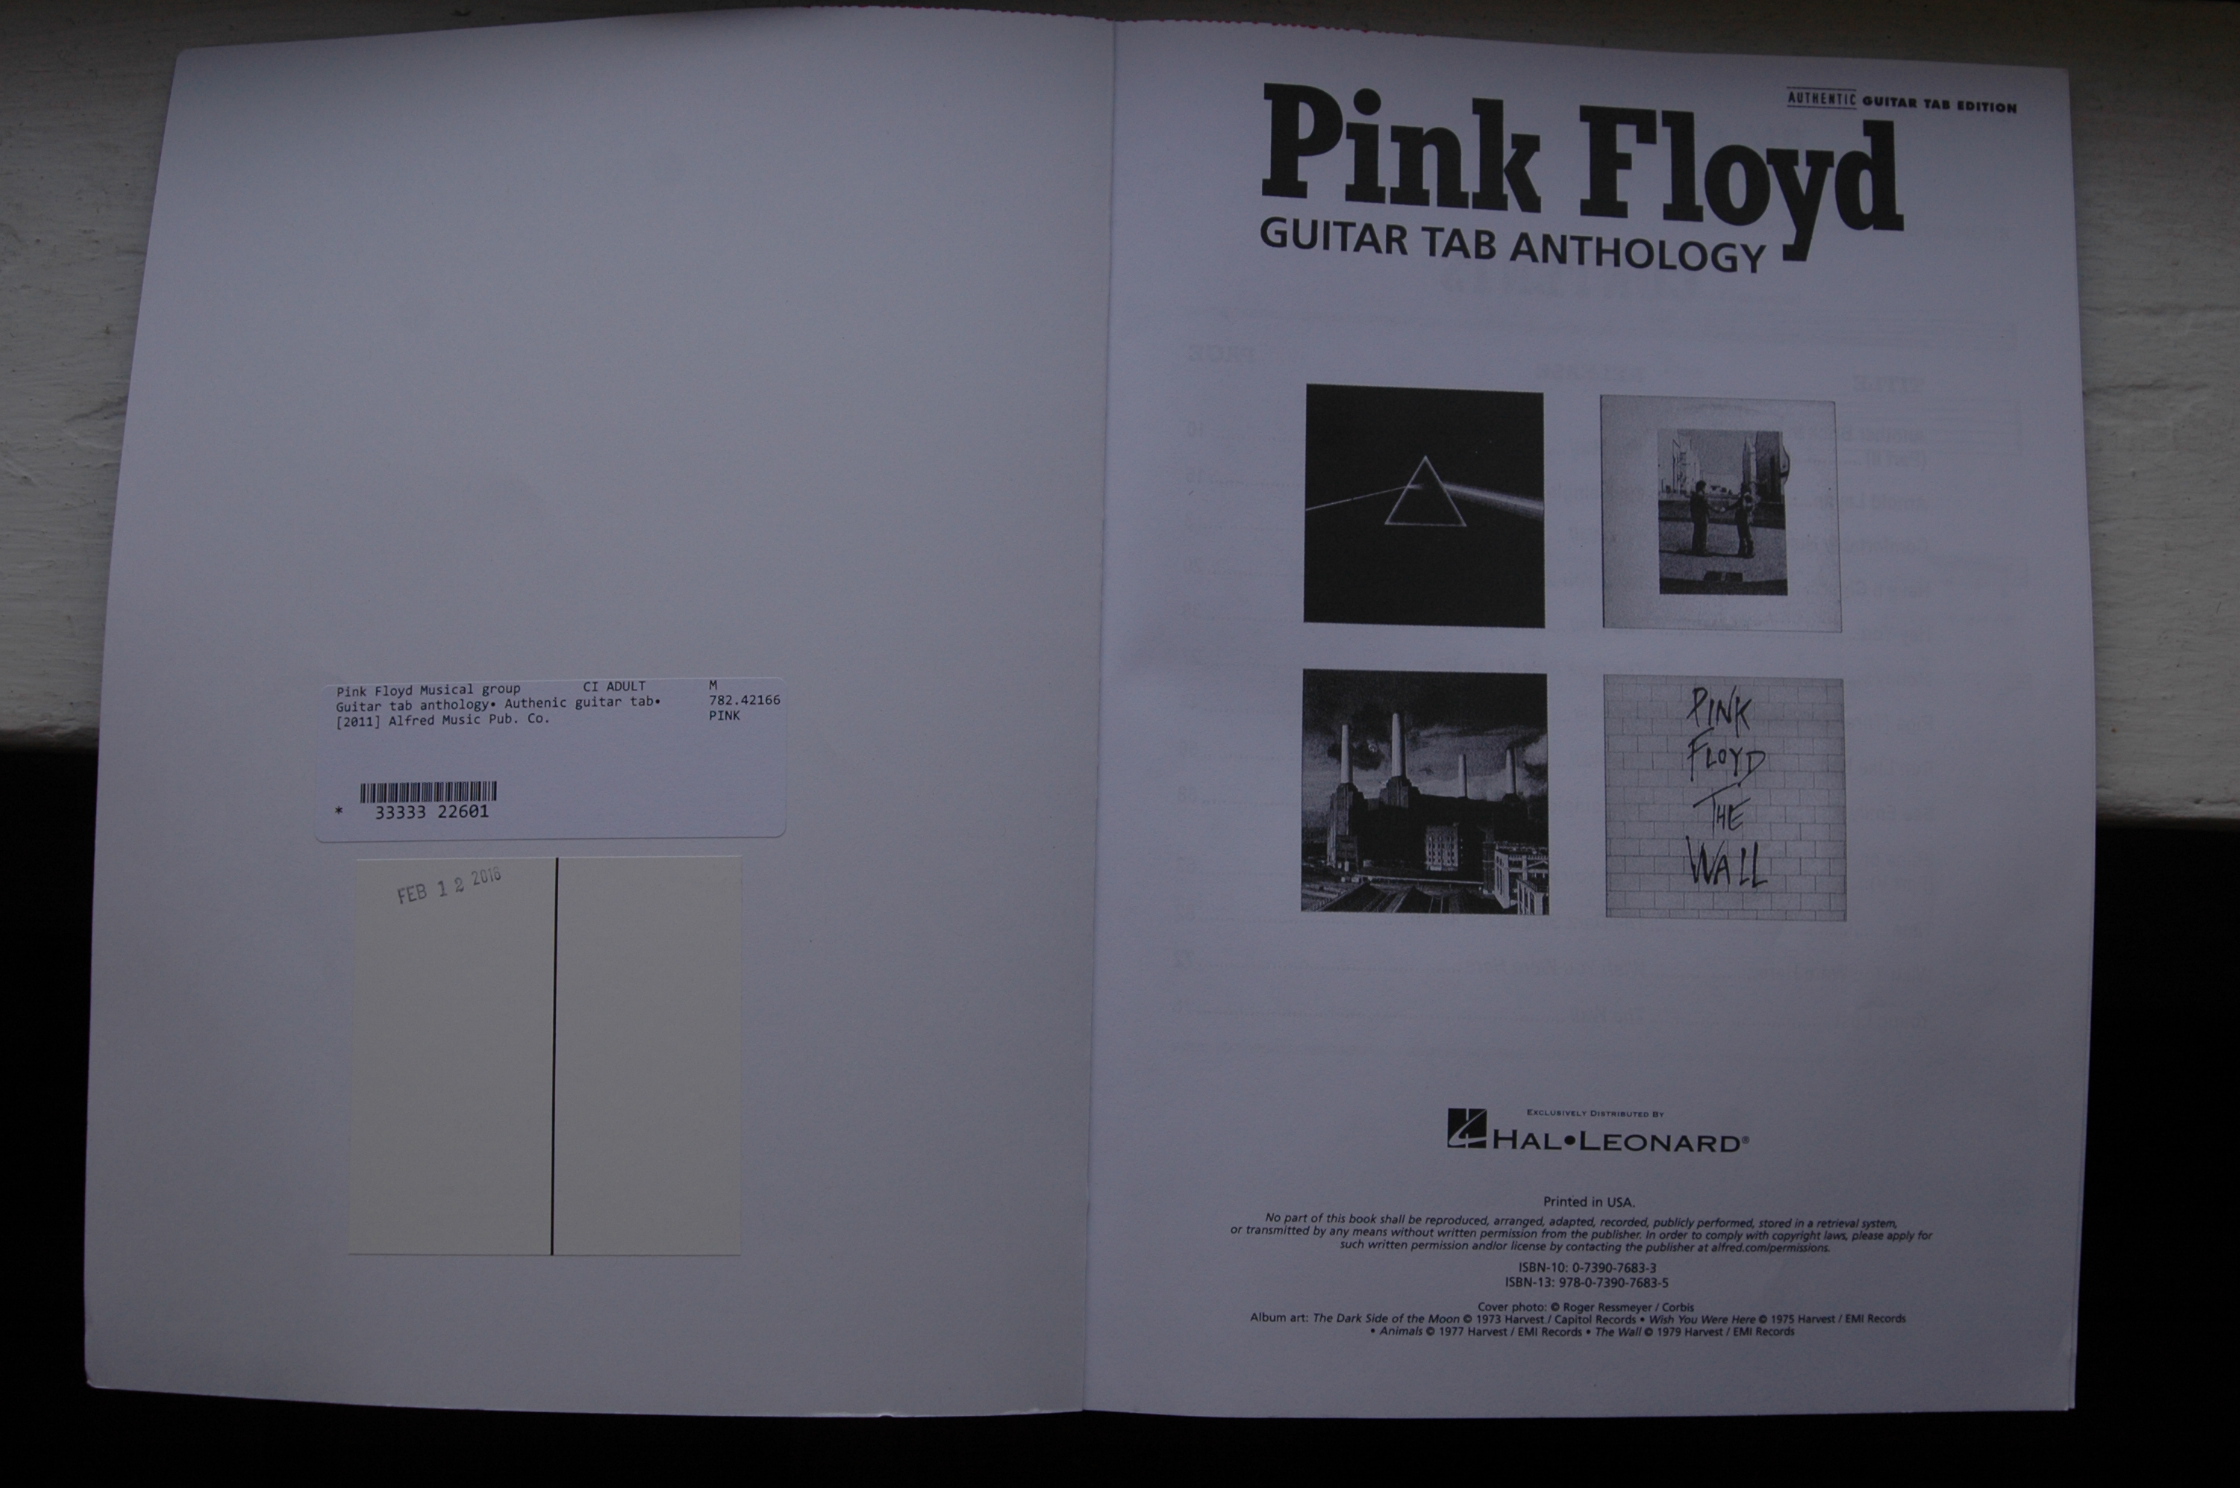 Pink Floyd Musical group CI ADULT M
Guitar tab anthology• Authenic guitar tab• 782.42166
[2011] Alfred Music Pub. Co. PINK
* 33333 22601
FEB 12 2016
AUTHENTIC GUITAR TAB EDITION
Pink Floyd
GUITAR TAB ANTHOLOGY
PINK
FLOYD
THE
WALL
EXCLUSIVELY DISTRIBUTED BY
HAL•LEONARD®
Printed in USA.
No part of this book shall be reproduced, arranged, adapted, recorded, publicly performed, stored in a retrieval system,
or transmitted by any means without written permission from the publisher. In order to comply with copyright laws, please apply for
such written permission and/or license by contacting the publisher at alfred.com/permissions.
ISBN-10: 0-7390-7683-3
ISBN-13: 978-0-7390-7683-5
Cover photo: © Roger Ressmeyer / Corbis
Album art: The Dark Side of the Moon © 1973 Harvest / Capitol Records • Wish You Were Here © 1975 Harvest / EMI Records
• Animals © 1977 Harvest / EMI Records • The Wall © 1979 Harvest / EMI Records